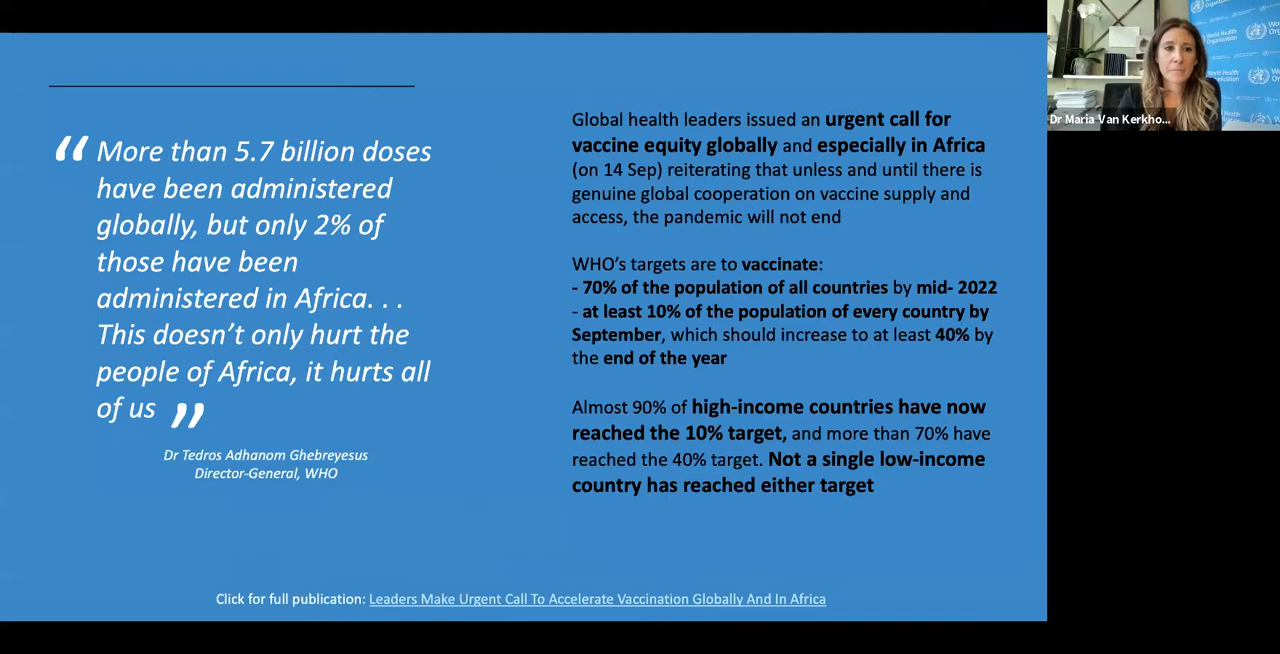 “ More than 5.7 billion doses
have been administered
globally, but only 2% of
those have been
administered in Africa. . .
This doesn’t only hurt the
people of Africa, it hurts all
of us ”
Dr Tedros Adhanom Ghebreyesus
Director-General, WHO
Global health leaders issued an urgent call for
vaccine equity globally and especially in Africa
(on 14 Sep) reiterating that unless and until there is
genuine global cooperation on vaccine supply and
access, the pandemic will not end
WHO’s targets are to vaccinate:
- 70% of the population of all countries by mid- 2022
- at least 10% of the population of every country by
September, which should increase to at least 40% by
the end of the year
Almost 90% of high-income countries have now
reached the 10% target, and more than 70% have
reached the 40% target. Not a single low-income
country has reached either target
Click for full publication: Leaders Make Urgent Call To Accelerate Vaccination Globally And In Africa
World Health
Organization
Dr Maria Van Kerkho...